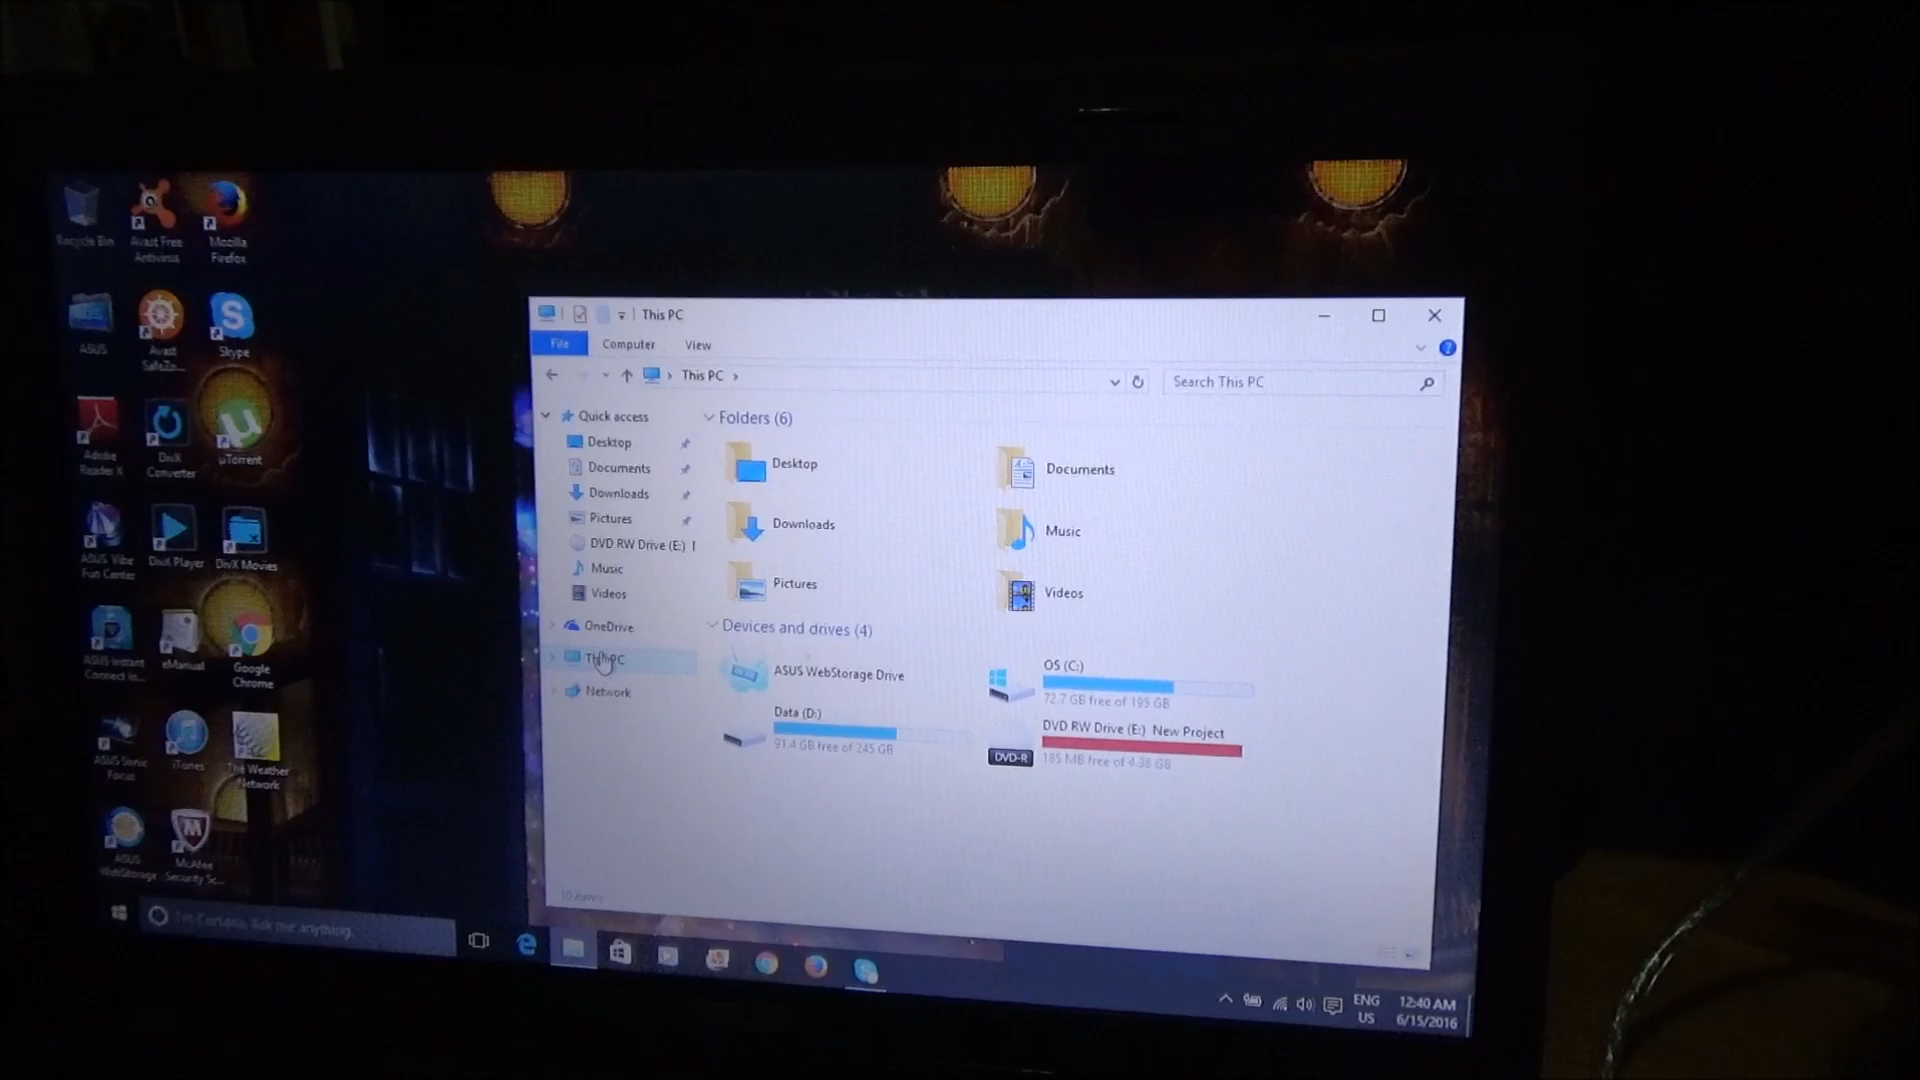 Recycle Bin
Avast Free
Antivirus
Mozilla
Firefox
ASUS
Avast
SafeZo...
Skype
Adobe
Reader X
DivX
Converter
µTorrent
ASUS Vibe
Fun Center
DivX Player
DivX Movies
ASUS Instant
Connect In...
eManual
Google
Chrome
ASUS Sonic
Focus
iTunes
The Weather
Network
ASUS
WebStorage
McAfee
Security Sc...
This PC
File
Computer
View
This PC
Search This PC
Quick access
Desktop
Documents
Downloads
Pictures
DVD RW Drive (E:)
Music
Videos
OneDrive
This PC
Network
Folders (6)
Desktop
Documents
Downloads
Music
Pictures
Videos
Devices and drives (4)
ASUS WebStorage Drive
OS (C:)
72.7 GB free of 195 GB
Data (D:)
91.4 GB free of 245 GB
DVD RW Drive (E:) New Project
DVD-R
185 MB free of 4.38 GB
10 items
I'm Cortana. Ask me anything.
ENG
US
12:40 AM
6/15/2016